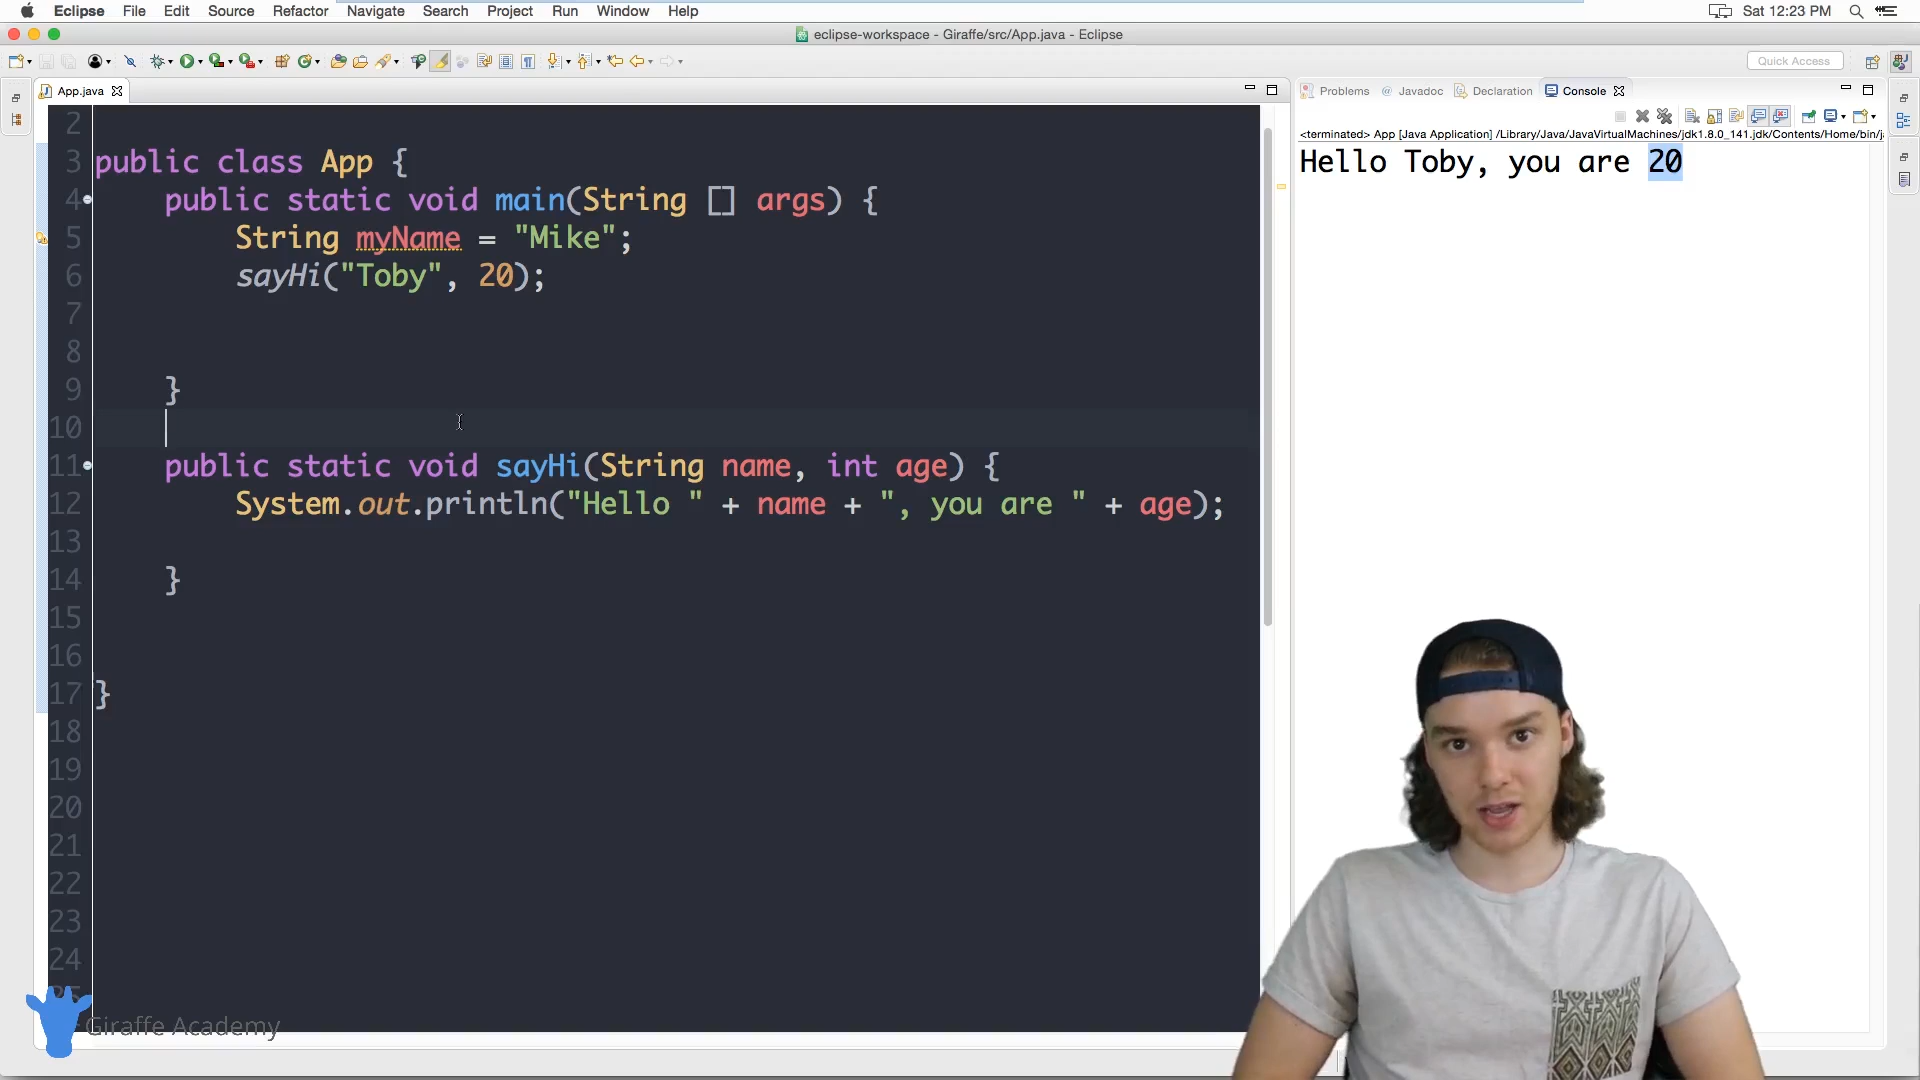 Eclipse File Edit Source Refactor Navigate Search Project Run Window Help Sat 12:23 PM
eclipse-workspace - Giraffe/src/App.java - Eclipse
Quick Access
App.java
Problems @ Javadoc Declaration Console
<terminated> App [Java Application] /Library/Java/JavaVirtualMachines/jdk1.8.0_141.jdk/Contents/Home/bin/j
Hello Toby, you are 20
2
3 public class App {
4 public static void main(String [] args) {
5 String myName = "Mike";
6 sayHi("Toby", 20);
7
8
9 }
10
11 public static void sayHi(String name, int age) {
12 System.out.println("Hello " + name + ", you are " + age);
13
14 }
15
16
17 }
18
19
20
21
22
23
24
Giraffe Academy